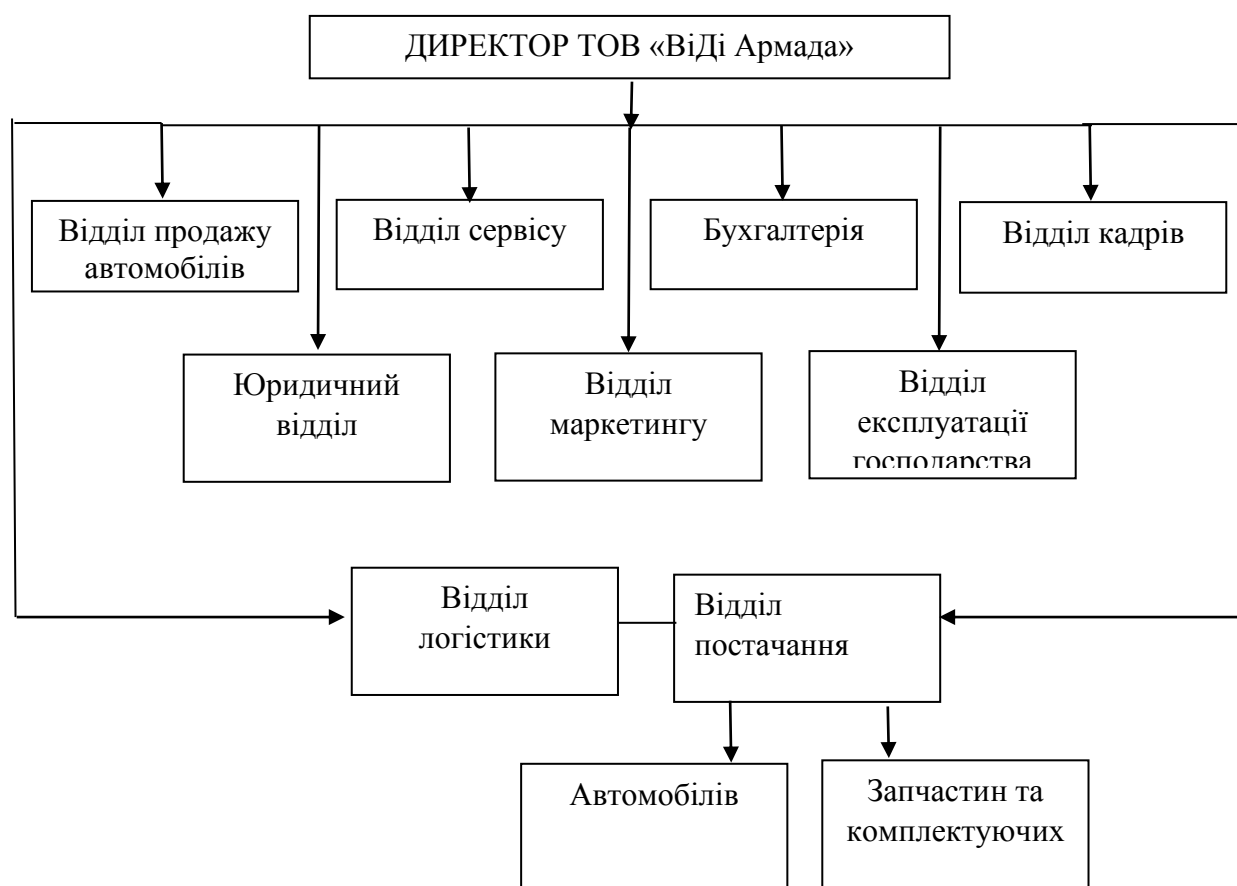 ДИРЕКТОР ТОВ «ВіДі Армада»
Відділ продажу
автомобілів
Відділ сервісу
Бухгалтерія
Відділ кадрів
Юридичний
відділ
Відділ
маркетингу
Відділ
експлуатації
господарства
Відділ
логістики
Відділ
постачання
Автомобілів
Запчастин та
комплектуючих